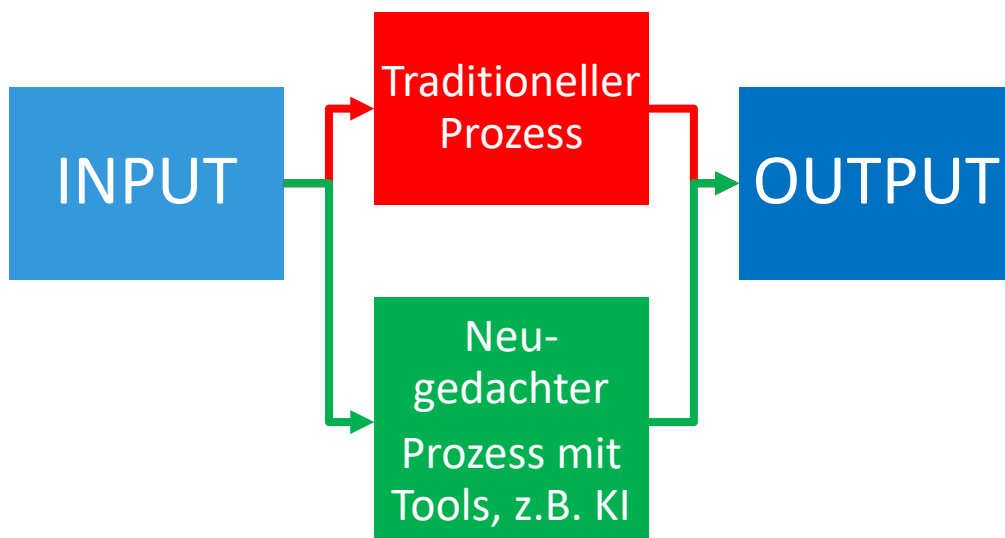 INPUT
Traditioneller
Prozess
OUTPUT
Neu-
gedachter
Prozess mit
Tools, z.B. KI